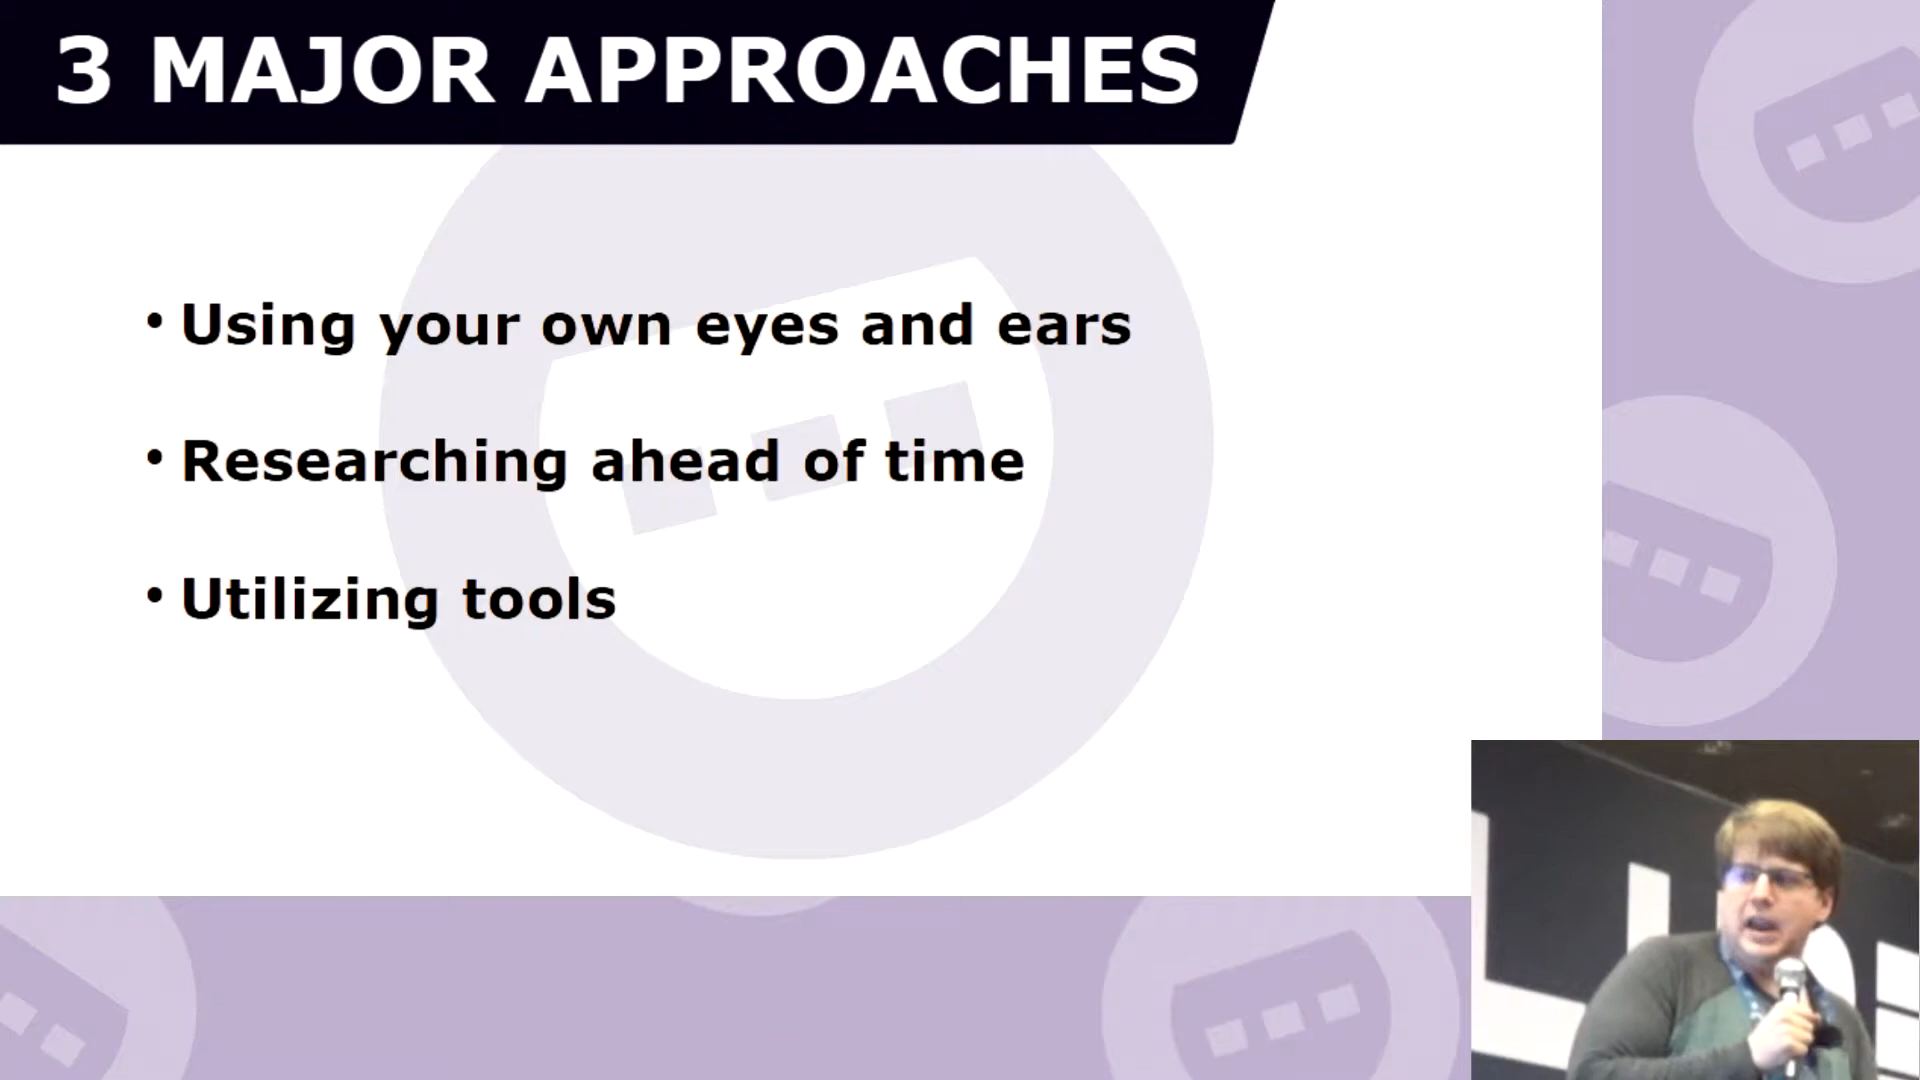 3 MAJOR APPROACHES
• Using your own eyes and ears
• Researching ahead of time
• Utilizing tools